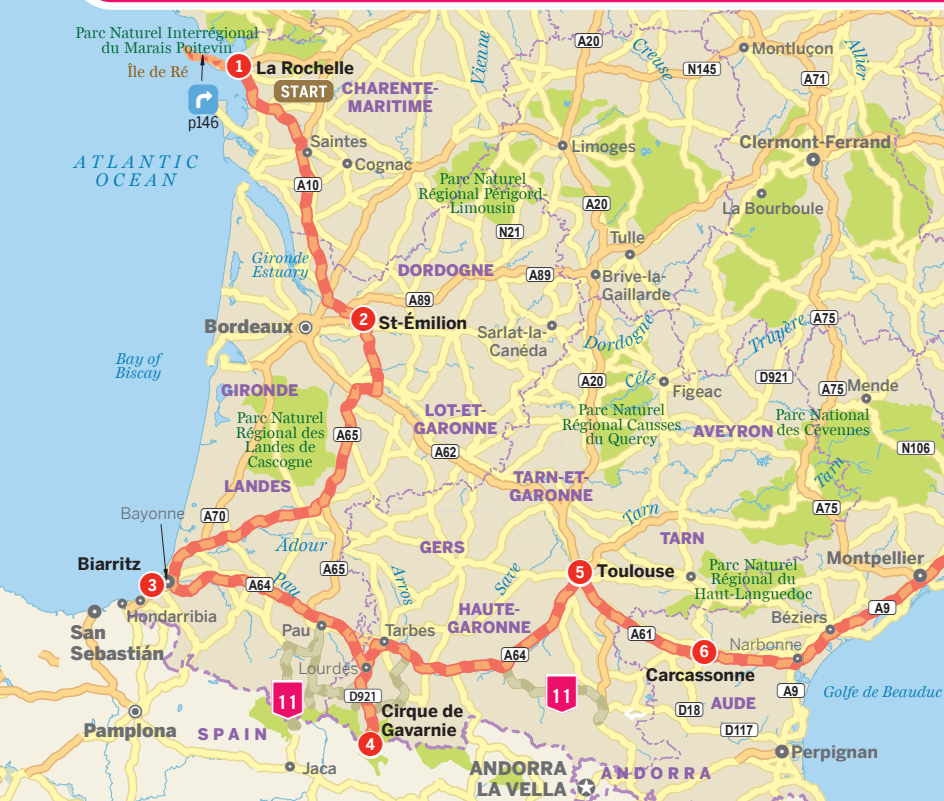 Parc Naturel Interrégional
du Marais Poitevin
Île de Ré
1
La Rochelle
START
CHARENTE-
MARITIME
p146
Vienne
A20
Creuse
N145
Montluçon
A71
Allier
ATLANTIC
OCEAN
Saintes
Cognac
A10
Limoges
Clermont-Ferrand
Parc Naturel
Régional Périgord-
Limousin
A20
La Bourboule
N21
Tulle
Gironde
Estuary
DORDOGNE
A89
Brive-la-
Gaillarde
A89
Bordeaux
2
St-Émilion
Sarlat-la-
Canéda
Dordogne
Truyère
A75
Bay of
Biscay
GIRONDE
A20
Célé
Figeac
D921
A75
Mende
Parc Naturel
Régional des
Landes de
Cascogne
A65
LOT-ET-
GARONNE
A62
Parc Naturel
Régional Causses
du Quercy
AVEYRON
Parc National
des Cévennes
N106
LANDES
TARN-ET-
GARONNE
Tarn
A75
Bayonne
A70
Adour
GERS
Tarn
TARN
Biarritz
3
A64
Pau
A65
Arros
Save
5
Toulouse
Parc Naturel
Régional du
Haut-Languedoc
Montpellier
Hondarribia
San
Sebastián
Pau
Tarbes
HAUTE-
GARONNE
A64
A61
6
Carcassonne
Narbonne
Béziers
A9
Lourdes
11
D921
Cirque de
Gavarnie
4
11
D18
AUDE
A9
Golfe de Beauduc
D117
Pamplona
SPAIN
Jaca
ANDORRA
LA VELLA
ANDORRA
Perpignan